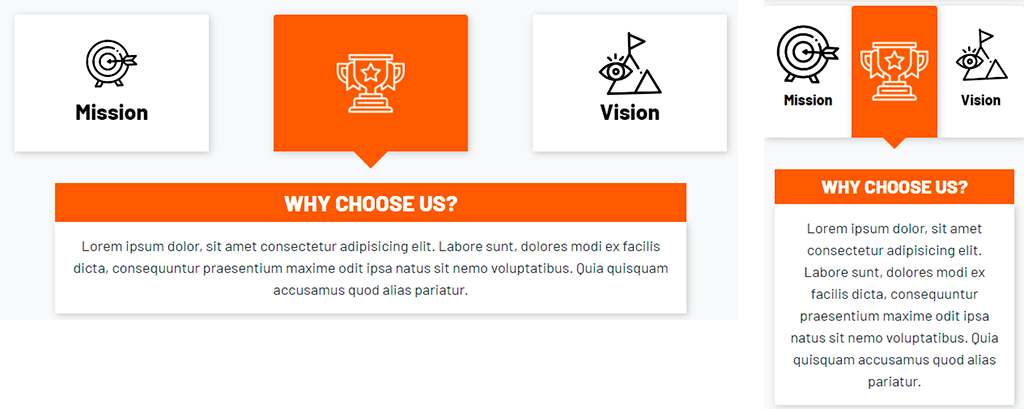 Mission
Vision
WHY CHOOSE US?
Lorem ipsum dolor, sit amet consectetur adipisicing elit. Labore sunt, dolores modi ex facilis
dicta, consequuntur praesentium maxime odit ipsa natus sit nemo voluptatibus. Quia quisquam
accusamus quod alias pariatur.
Mission
Vision
WHY CHOOSE US?
Lorem ipsum dolor, sit amet
consectetur adipisicing elit.
Labore sunt, dolores modi ex
facilis dicta, consequuntur
praesentium maxime odit ipsa
natus sit nemo voluptatibus. Quia
quisquam accusamus quod alias
pariatur.